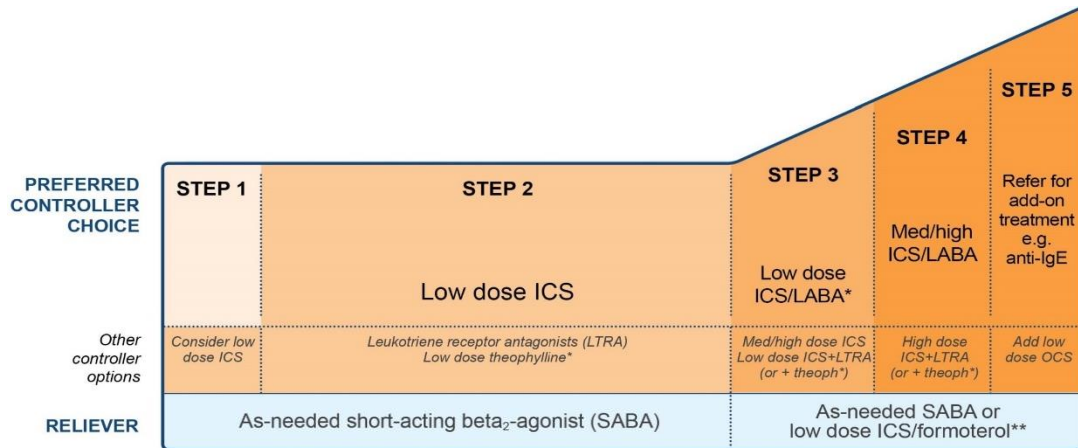 STEP 5
STEP 4
STEP 3
STEP 1
STEP 2
PREFERRED
CONTROLLER
CHOICE
Low dose ICS
Low dose
ICS/LABA*
Med/high
ICS/LABA
Refer for
add-on
treatment
e.g.
anti-IgE
Other
controller
options
Consider low
dose ICS
Leukotriene receptor antagonists (LTRA)
Low dose theophylline*
Med/high dose ICS
Low dose ICS+LTRA
(or + theoph*)
High dose
ICS+LTRA
(or + theoph*)
Add low
dose OCS
RELIEVER
As-needed short-acting beta₂-agonist (SABA)
As-needed SABA or
low dose ICS/formoterol**